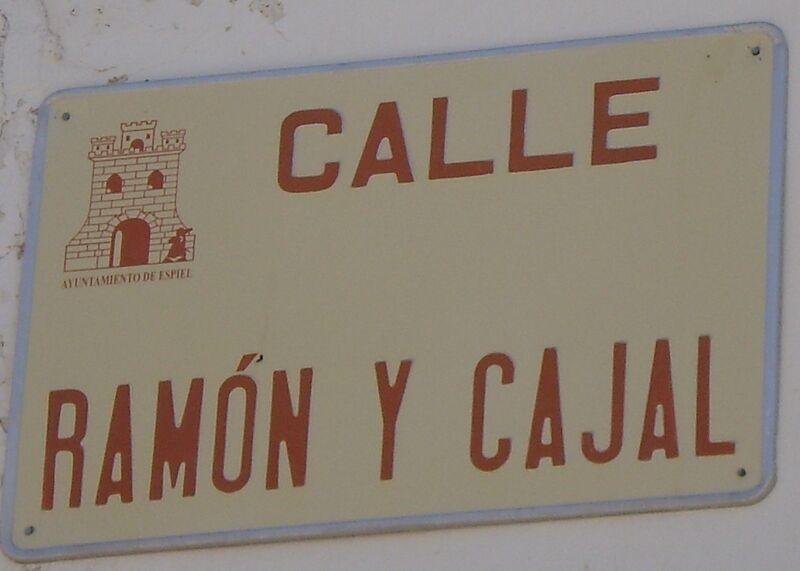 CALLE
AYUNTAMIENTO DE ESPIEL
RAMÓN Y CAJAL